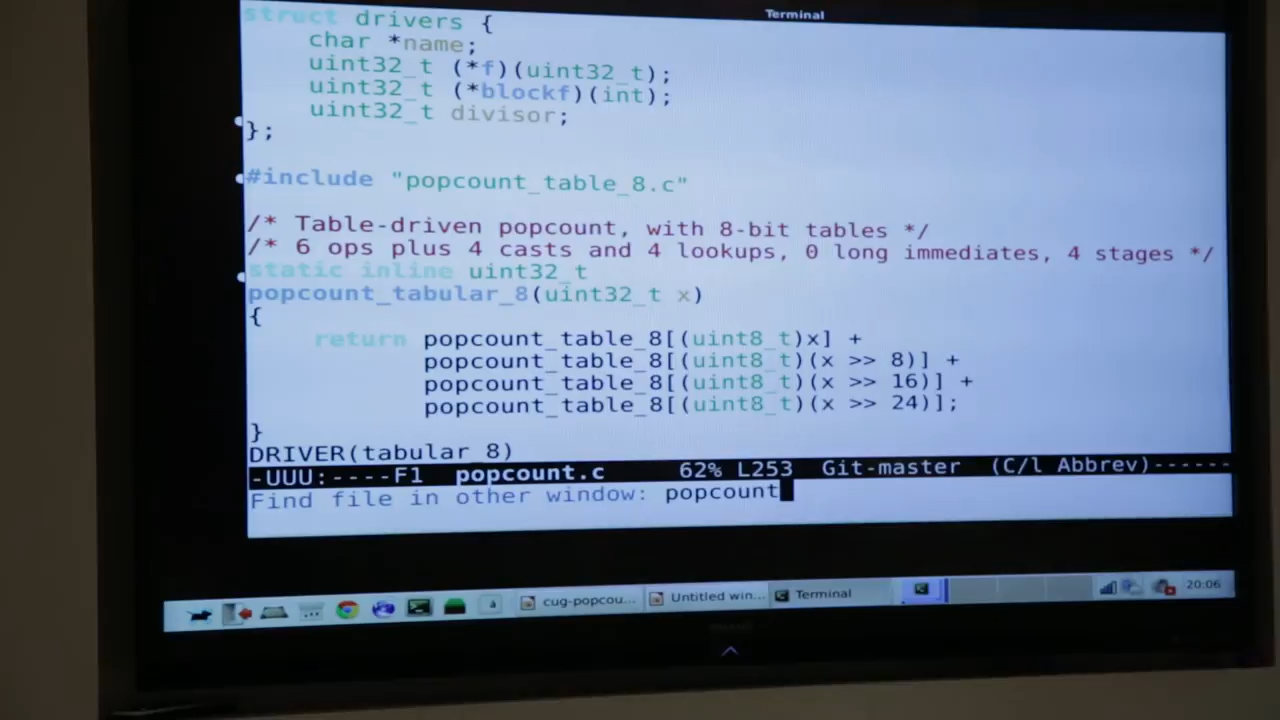 Terminal
struct drivers {
    char *name;
    uint32_t (*f)(uint32_t);
    uint32_t (*blockf)(int);
    uint32_t divisor;
};
#include "popcount_table_8.c"
/* Table-driven popcount, with 8-bit tables */
/* 6 ops plus 4 casts and 4 lookups, 0 long immediates, 4 stages */
static inline uint32_t
popcount_tabular_8(uint32_t x)
{
    return popcount_table_8[(uint8_t)x] +
           popcount_table_8[(uint8_t)(x >> 8)] +
           popcount_table_8[(uint8_t)(x >> 16)] +
           popcount_table_8[(uint8_t)(x >> 24)];
}
DRIVER(tabular_8)
-UUU:----F1  popcount.c     62% L253  Git-master  (C/l Abbrev)------
Find file in other window: popcount
cug-popcou... Untitled win... Terminal 20:06